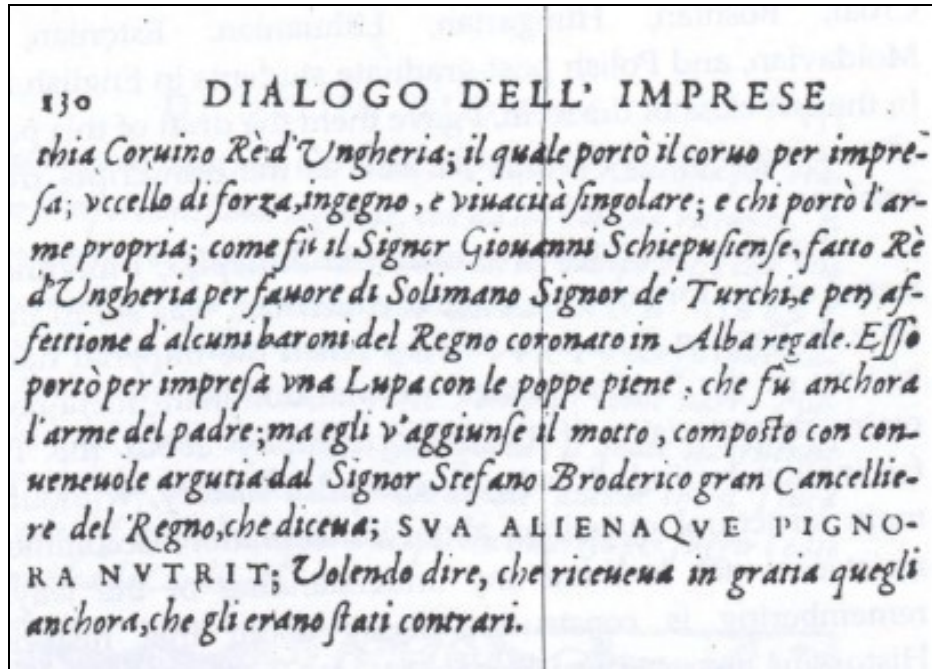 130 DIALOGO DELL' IMPRESE
thia Coruino Rè d'Ungheria; il quale portò il coruo per impre-
sa; vccello di forza, ingegno, e viuacità singolare; e chi portò l'ar-
me propria; come fù il Signor Giouanni Schiepusiense, fatto Rè
d'Ungheria per fauore di Solimano Signor de' Turchi, e per af-
fettione d'alcuni baroni del Regno coronato in Alba regale. Esso
portò per impresa vna Lupa con le poppe piene, che fù anchora
l'arme del padre; ma egli v'aggiunse il motto, composto con con-
ueneuole argutia dal Signor Stefano Broderico gran Cancellie-
re del Regno, che diceua; SVA ALIENAQVE PIGNO-
RA NVTRIT; Uolendo dire, che riceueua in gratia quegli
anchora, che gli erano stati contrari.